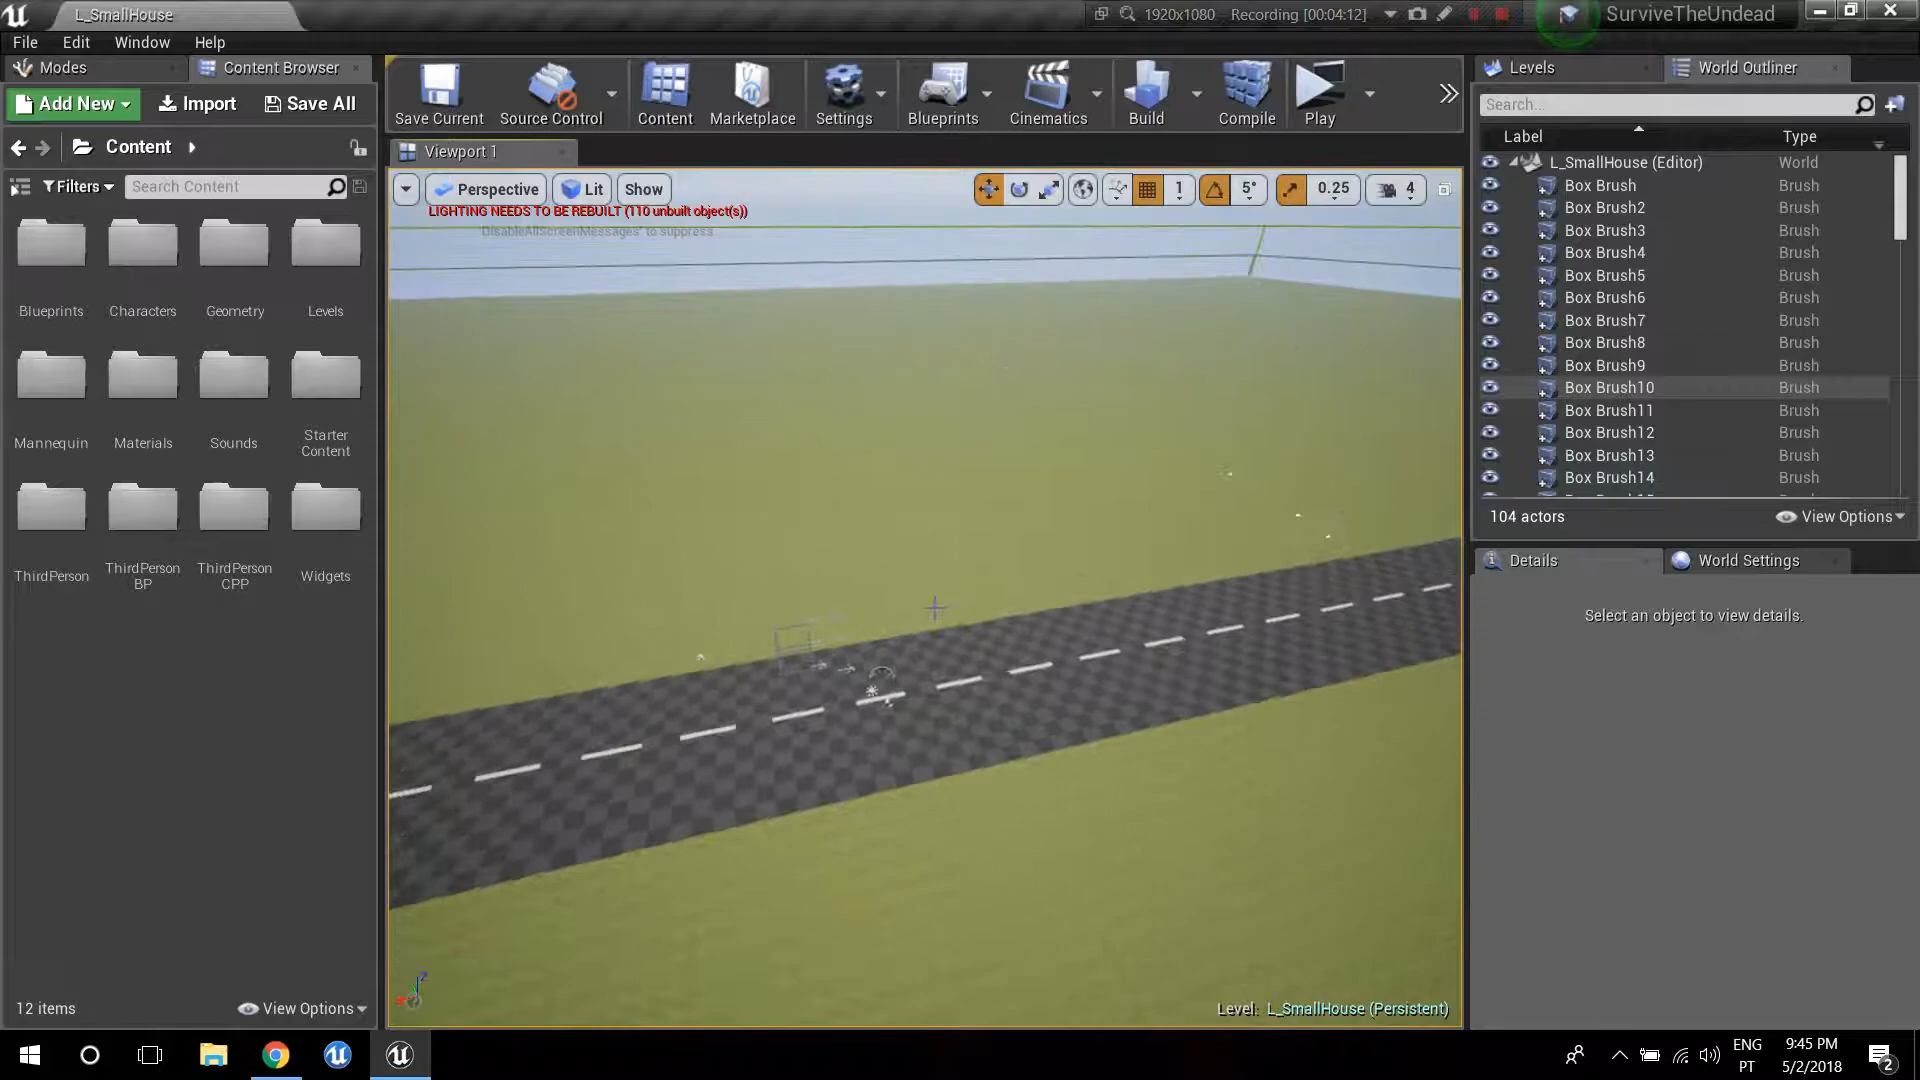 L_SmallHouse
1920x1080 Recording [00:04:12]
SurviveTheUndead
File Edit Window Help
Modes
Content Browser
Add New
Import
Save All
Content
Filters
Search Content
Blueprints
Characters
Geometry
Levels
Mannequin
Materials
Sounds
Starter
Content
ThirdPerson
ThirdPerson
BP
ThirdPerson
CPP
Widgets
12 items
View Options
Save Current
Source Control
Content
Marketplace
Settings
Blueprints
Cinematics
Build
Compile
Play
Viewport 1
Perspective
Lit
Show
1
5°
0.25
4
LIGHTING NEEDS TO BE REBUILT (110 unbuilt object(s))
'DisableAllScreenMessages' to suppress
Level: L_SmallHouse (Persistent)
Levels
World Outliner
Search...
Label Type
L_SmallHouse (Editor) World
Box Brush Brush
Box Brush2 Brush
Box Brush3 Brush
Box Brush4 Brush
Box Brush5 Brush
Box Brush6 Brush
Box Brush7 Brush
Box Brush8 Brush
Box Brush9 Brush
Box Brush10 Brush
Box Brush11 Brush
Box Brush12 Brush
Box Brush13 Brush
Box Brush14 Brush
104 actors
View Options
Details
World Settings
Select an object to view details.
ENG
PT
9:45 PM
5/2/2018
2